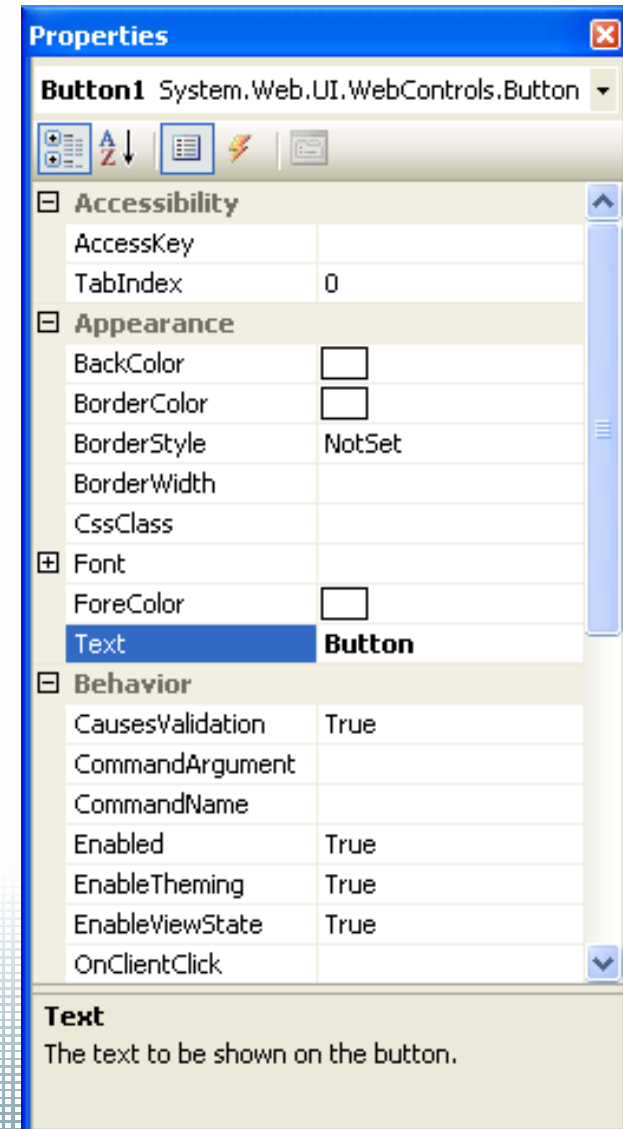 Properties
Button1 System.Web.UI.WebControls.Button
A
Z
Accessibility
AccessKey
TabIndex 0
Appearance
BackColor
BorderColor
BorderStyle NotSet
BorderWidth
CssClass
Font
ForeColor
Text Button
Behavior
CausesValidation True
CommandArgument
CommandName
Enabled True
EnableTheming True
EnableViewState True
OnClientClick
Text
The text to be shown on the button.